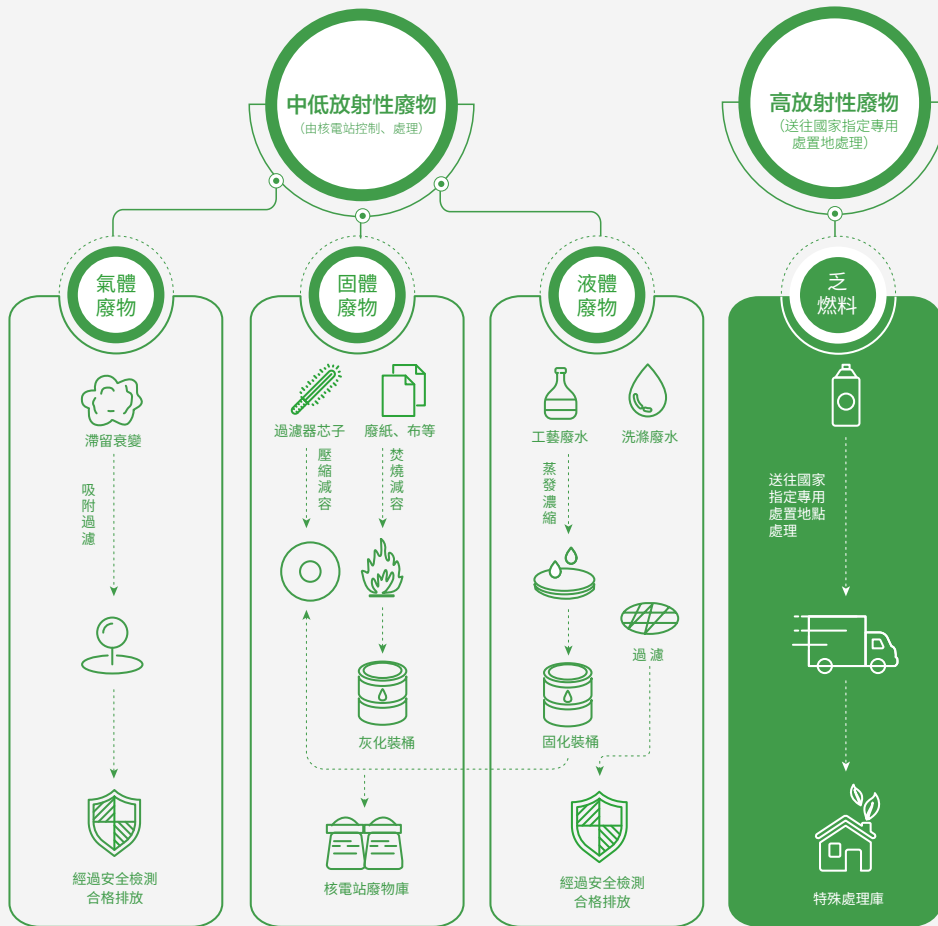 中低放射性廢物
（由核電站控制、處理）
高放射性廢物
（送往國家指定專用
處置地處理）
氣體
廢物
滯留衰變
吸附過濾
經過安全檢測
合格排放
固體
廢物
過濾器芯子
廢紙、布等
壓縮減容
焚燒減容
灰化裝桶
核電站廢物庫
液體
廢物
工藝廢水
洗滌廢水
蒸發濃縮
過濾
固化裝桶
經過安全檢測
合格排放
乏
燃料
送往國家
指定專用
處置地點
處理
特殊處理庫